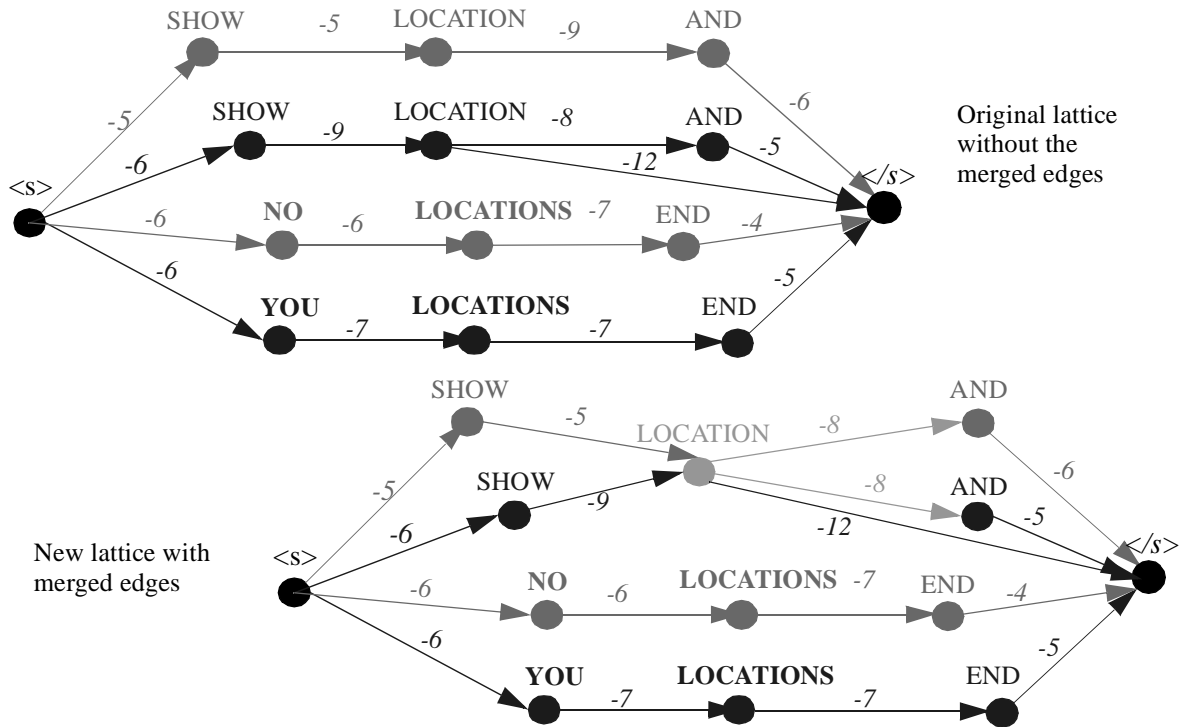 SHOW -5 LOCATION -9 AND
-5 -6
SHOW -9 LOCATION -8 AND
-6 -12 -5
Original lattice
without the
merged edges
<s> </s>
-6 NO -6 LOCATIONS -7 END -4
-6 -5
YOU -7 LOCATIONS -7 END
SHOW -5 LOCATION -8 AND
-5 -6
SHOW -9 -8 AND
-6 -12 -5
New lattice with
merged edges
<s> </s>
-6 NO -6 LOCATIONS -7 END -4
-6 -5
YOU -7 LOCATIONS -7 END